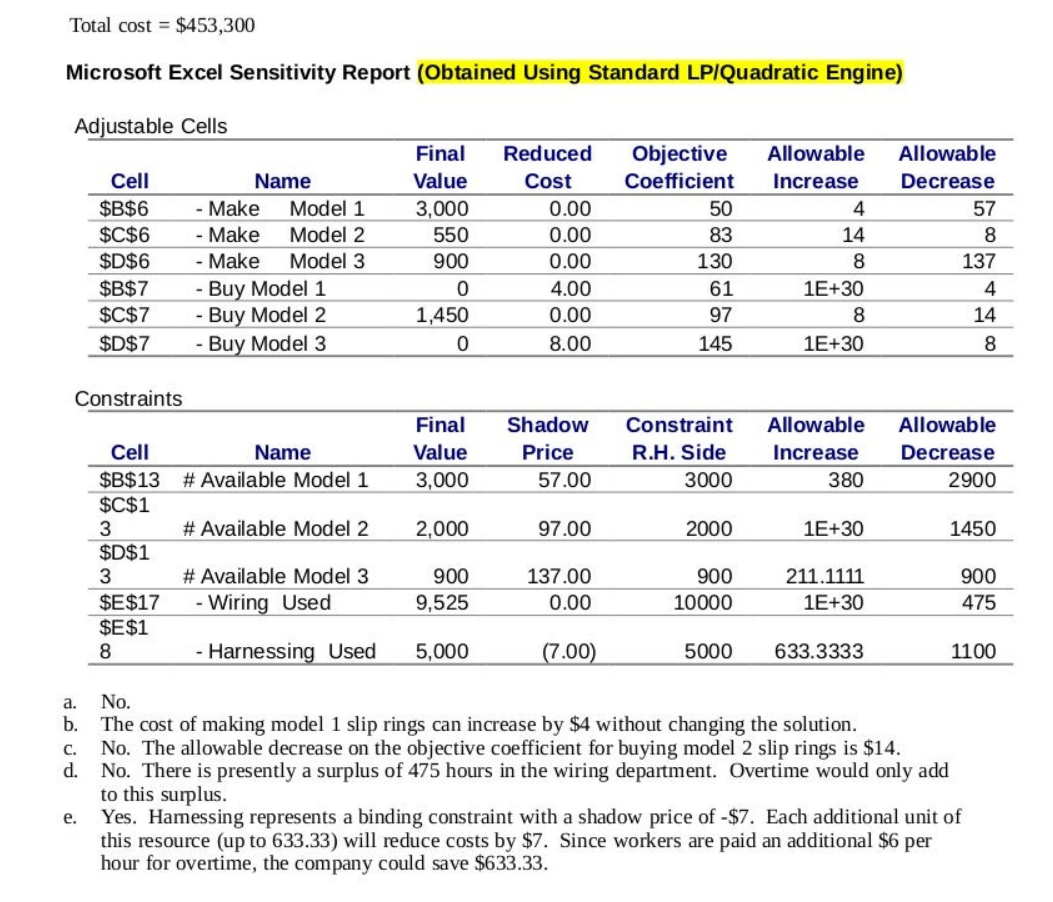 Total cost = $453,300
Microsoft Excel Sensitivity Report (Obtained Using Standard LP/Quadratic Engine)
Adjustable Cells
Final Reduced Objective Allowable Allowable
Cell Name Value Cost Coefficient Increase Decrease
$B$6 - Make Model 1 3,000 0.00 50 4 57
$C$6 - Make Model 2 550 0.00 83 14 8
$D$6 - Make Model 3 900 0.00 130 8 137
$B$7 - Buy Model 1 0 4.00 61 1E+30 4
$C$7 - Buy Model 2 1,450 0.00 97 8 14
$D$7 - Buy Model 3 0 8.00 145 1E+30 8
Constraints
Final Shadow Constraint Allowable Allowable
Cell Name Value Price R.H. Side Increase Decrease
$B$13 # Available Model 1 3,000 57.00 3000 380 2900
$C$1
3 # Available Model 2 2,000 97.00 2000 1E+30 1450
$D$1
3 # Available Model 3 900 137.00 900 211.1111 900
$E$17 - Wiring Used 9,525 0.00 10000 1E+30 475
$E$1
8 - Harnessing Used 5,000 (7.00) 5000 633.3333 1100
a. No.
b. The cost of making model 1 slip rings can increase by $4 without changing the solution.
c. No. The allowable decrease on the objective coefficient for buying model 2 slip rings is $14.
d. No. There is presently a surplus of 475 hours in the wiring department. Overtime would only add
to this surplus.
e. Yes. Harnessing represents a binding constraint with a shadow price of -$7. Each additional unit of
this resource (up to 633.33) will reduce costs by $7. Since workers are paid an additional $6 per
hour for overtime, the company could save $633.33.